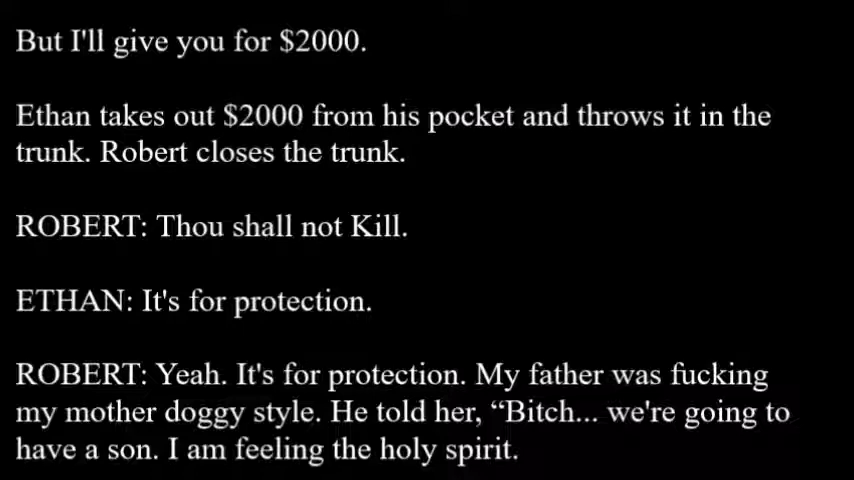 But I'll give you for $2000.
Ethan takes out $2000 from his pocket and throws it in the
trunk. Robert closes the trunk.
ROBERT: Thou shall not Kill.
ETHAN: It's for protection.
ROBERT: Yeah. It's for protection. My father was fucking
my mother doggy style. He told her, “Bitch... we're going to
have a son. I am feeling the holy spirit.